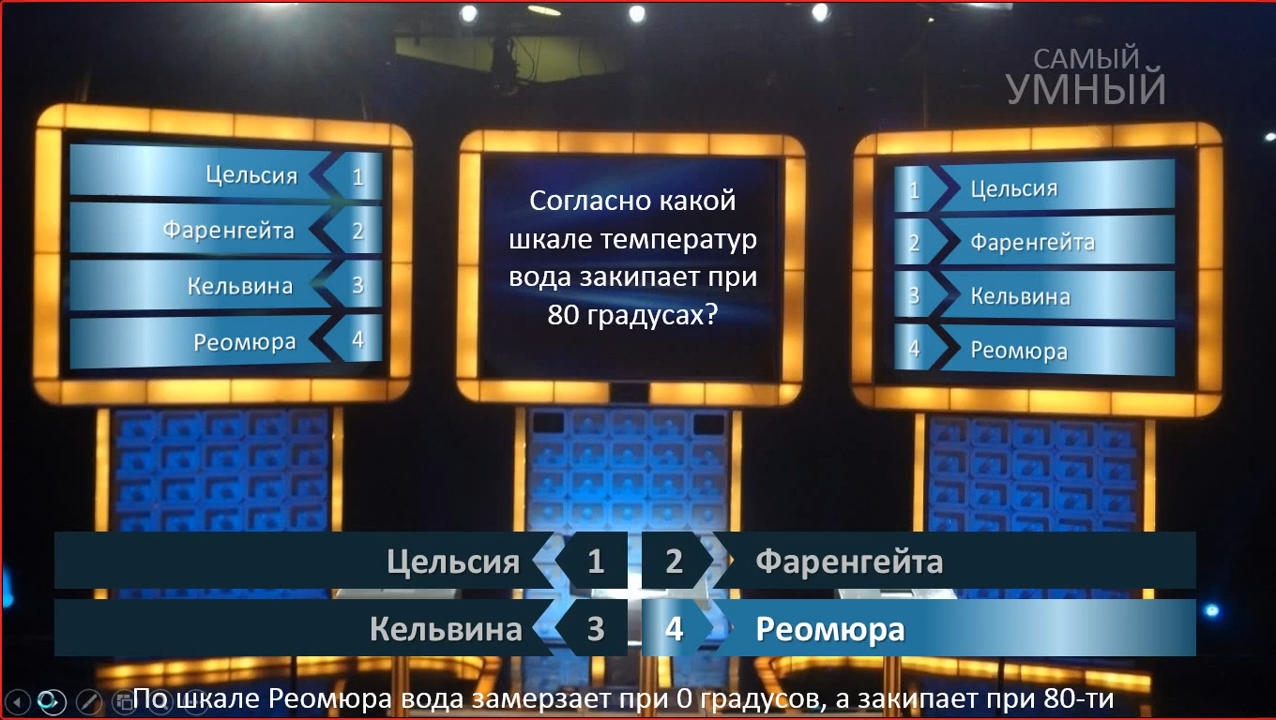 САМЫЙ
УМНЫЙ
Цельсия 1
Фаренгейта 2
Кельвина 3
Реомюра 4
Согласно какой
шкале температур
вода закипает при
80 градусах?
1 Цельсия
2 Фаренгейта
3 Кельвина
4 Реомюра
Цельсия 1
2 Фаренгейта
Кельвина 3
4 Реомюра
По шкале Реомюра вода замерзает при 0 градусов, а закипает при 80-ти